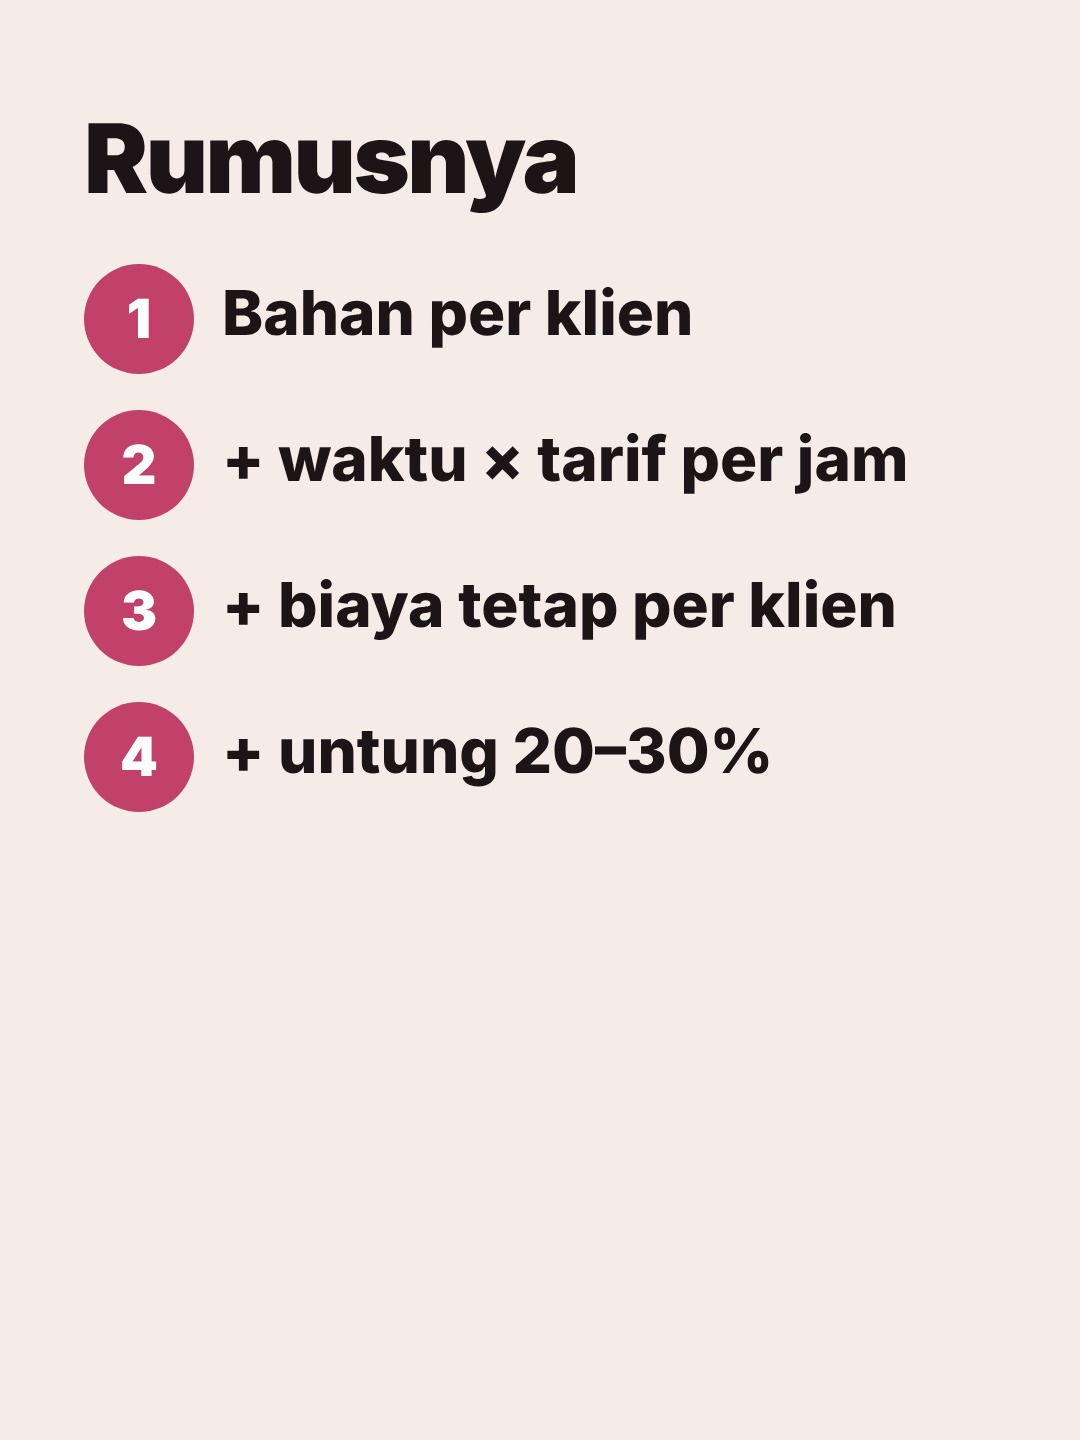 Rumusnya
1 Bahan per klien
2 + waktu × tarif per jam
3 + biaya tetap per klien
4 + untung 20–30%